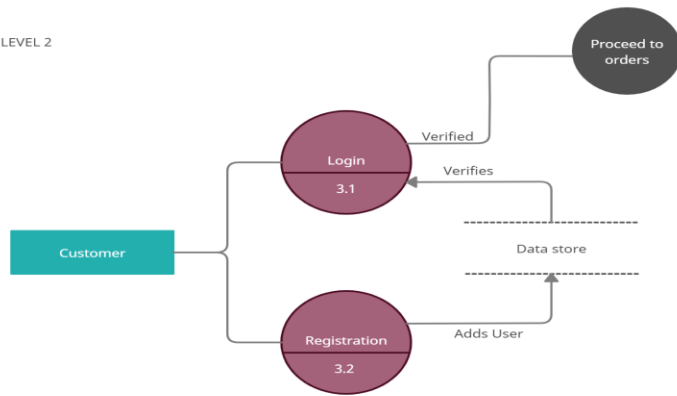 LEVEL 2
Proceed to
orders
Verified
Login
3.1
Verifies
Customer
Data store
Registration
3.2
Adds User